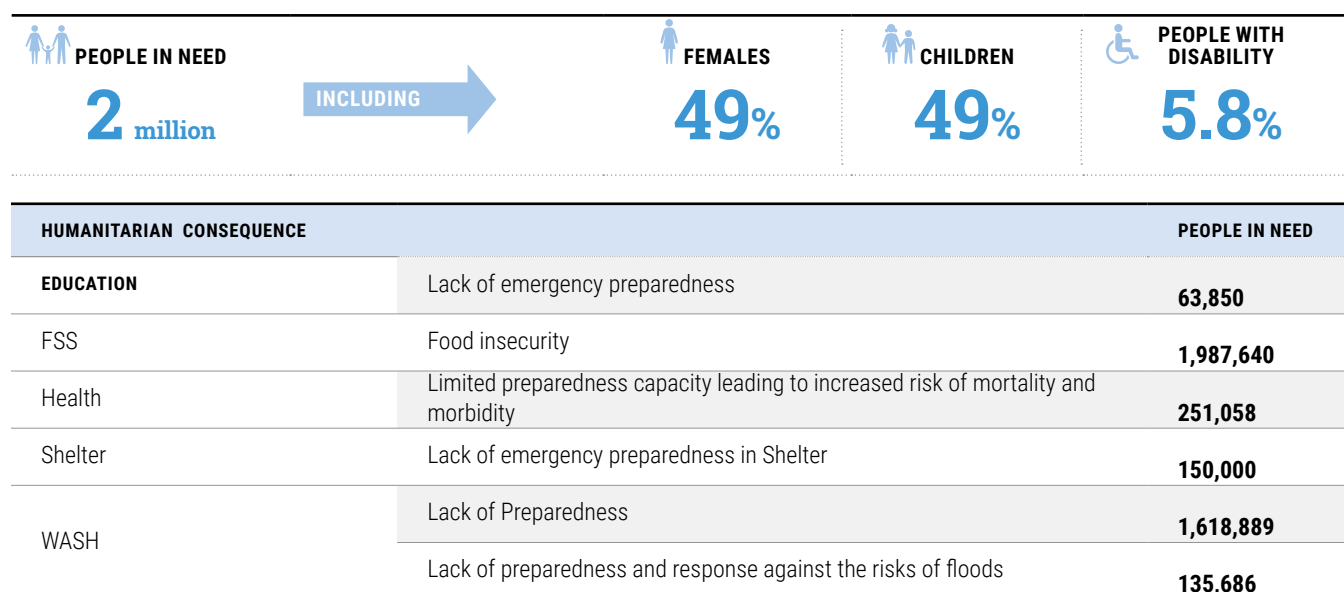 PEOPLE IN NEED
2 million
INCLUDING
FEMALES
49%
CHILDREN
49%
PEOPLE WITH
DISABILITY
5.8%
HUMANITARIAN CONSEQUENCE PEOPLE IN NEED
EDUCATION Lack of emergency preparedness 63,850
FSS Food insecurity 1,987,640
Health Limited preparedness capacity leading to increased risk of mortality and
morbidity 251,058
Shelter Lack of emergency preparedness in Shelter 150,000
WASH Lack of Preparedness 1,618,889
Lack of preparedness and response against the risks of floods 135,686